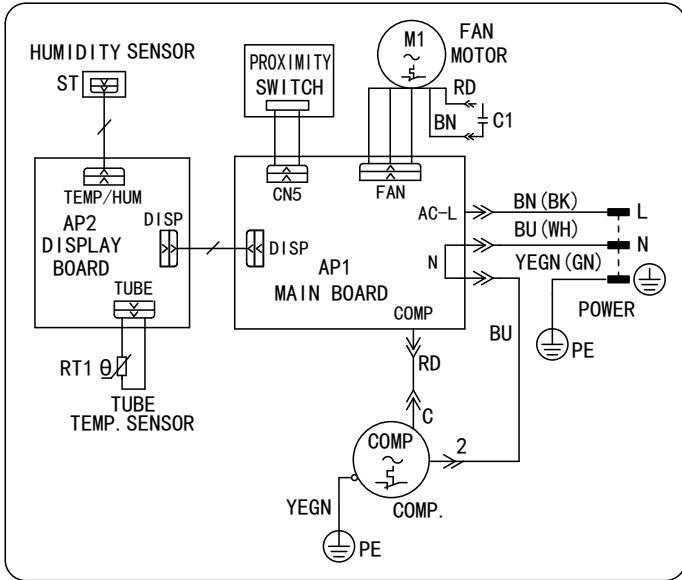 HUMIDITY SENSOR
ST
PROXIMITY
SWITCH
M1
FAN
MOTOR
RD
BN
C1
TEMP/HUM
AP2
DISPLAY
BOARD
DISP
TUBE
CN5
FAN
DISP
AP1
MAIN BOARD
AC-L
N
COMP
BN(BK)
L
BU(WH)
N
YEGN(GN)
POWER
PE
BU
RT1 θ
TUBE
TEMP. SENSOR
RD
C
COMP
2
COMP.
YEGN
PE